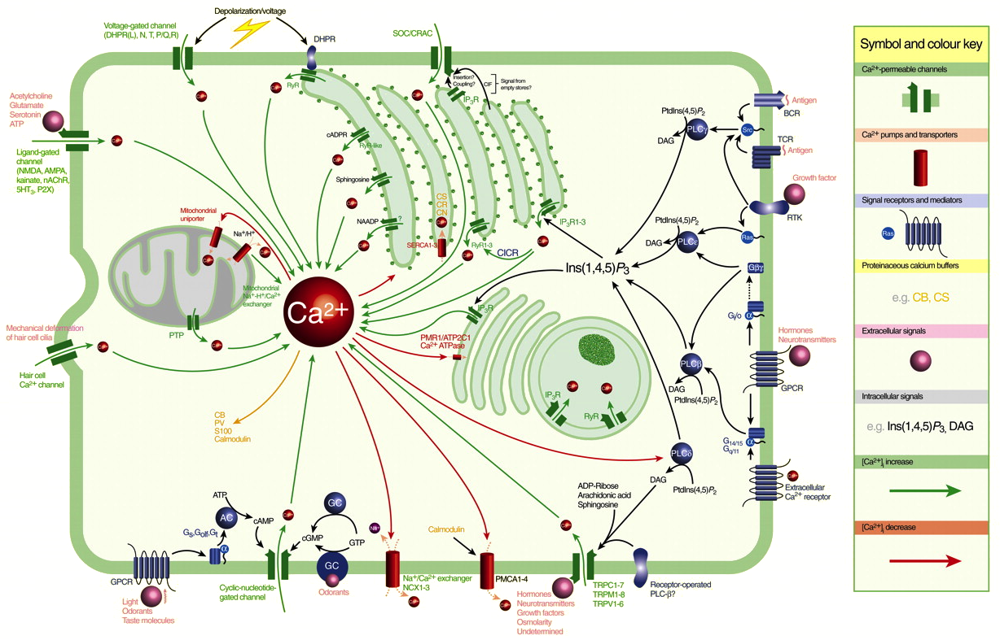 Depolarization/voltage
Voltage-gated channel
(DHPR(L), N, T, P/Q,R)
DHPR
SOC/CRAC
Insertion?
Coupling?
CIF
Signal from
empty stores?
RyR
IP3R
Acetylcholine
Glutamate
Serotonin
ATP
Ligand-gated
channel
(NMDA, AMPA,
kainate, nAChR,
5HT3, P2X)
cADPR
RyR-like
Sphingosine
NAADP
?
CS
CR
CN
SERCA1-3
RyR1-3
CICR
IP3R1-3
PtdIns(4,5)P2
PLCγ
DAG
Src
BCR
Antigen
TCR
Antigen
Growth factor
RTK
PtdIns(4,5)P2
PLCε
DAG
Ras
Ins(1,4,5)P3
Gβγ
Gi/o
α
Hormones
Neurotransmitters
GPCR
PLCβ
DAG
PtdIns(4,5)P2
G14/15
Gq/11
α
Extracellular
Ca2+ receptor
PLCδ
DAG
PtdIns(4,5)P2
Mitochondrial
uniporter
Na+/H+
Mitochondrial
Na+-H+/Ca2+
exchanger
PTP
Ca2+
IP3R
PMR1/ATP2C1
Ca2+ ATPase
IP3R
RyR
Mechanical deformation
of hair cell cilia
Hair cell
Ca2+ channel
CB
PV
S100
Calmodulin
ATP
AC
cAMP
Gs,Golf,Gt
α
GPCR
Light
Odorants
Taste molecules
Cyclic-nucleotide-
gated channel
GC
cGMP
GTP
GC
Odorants
Na+
Na+/Ca2+ exchanger
NCX1-3
Calmodulin
PMCA1-4
ADP-Ribose
Arachidonic acid
Sphingosine
Hormones
Neurotransmitters
Growth factors
Osmolarity
Undetermined
TRPC1-7
TRPM1-8
TRPV1-6
Receptor-operated
PLC-β?
Symbol and colour key
Ca2+-permeable channels
Ca2+ pumps and transporters
Signal receptors and mediators
Ras
Proteinaceous calcium buffers
e.g. CB, CS
Extracellular signals
Intracellular signals
e.g. Ins(1,4,5)P3, DAG
[Ca2+]i increase
[Ca2+]i decrease